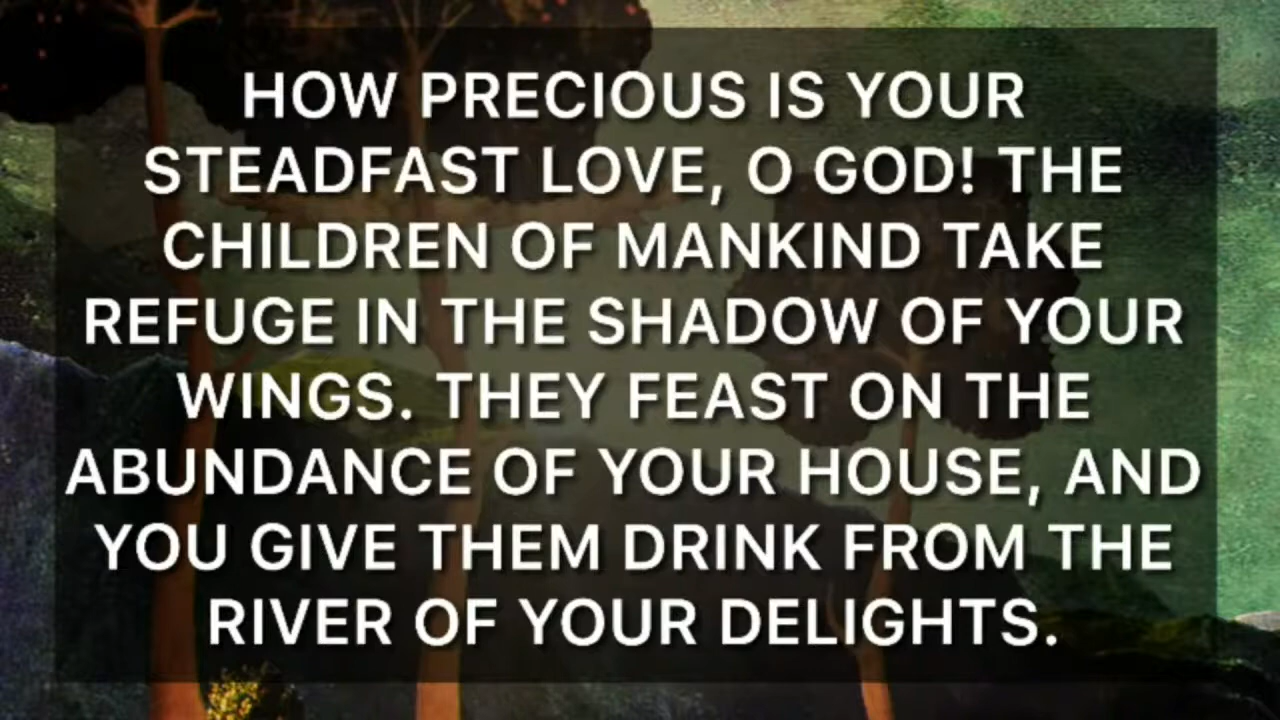 HOW PRECIOUS IS YOUR
STEADFAST LOVE, O GOD! THE
CHILDREN OF MANKIND TAKE
REFUGE IN THE SHADOW OF YOUR
WINGS. THEY FEAST ON THE
ABUNDANCE OF YOUR HOUSE, AND
YOU GIVE THEM DRINK FROM THE
RIVER OF YOUR DELIGHTS.